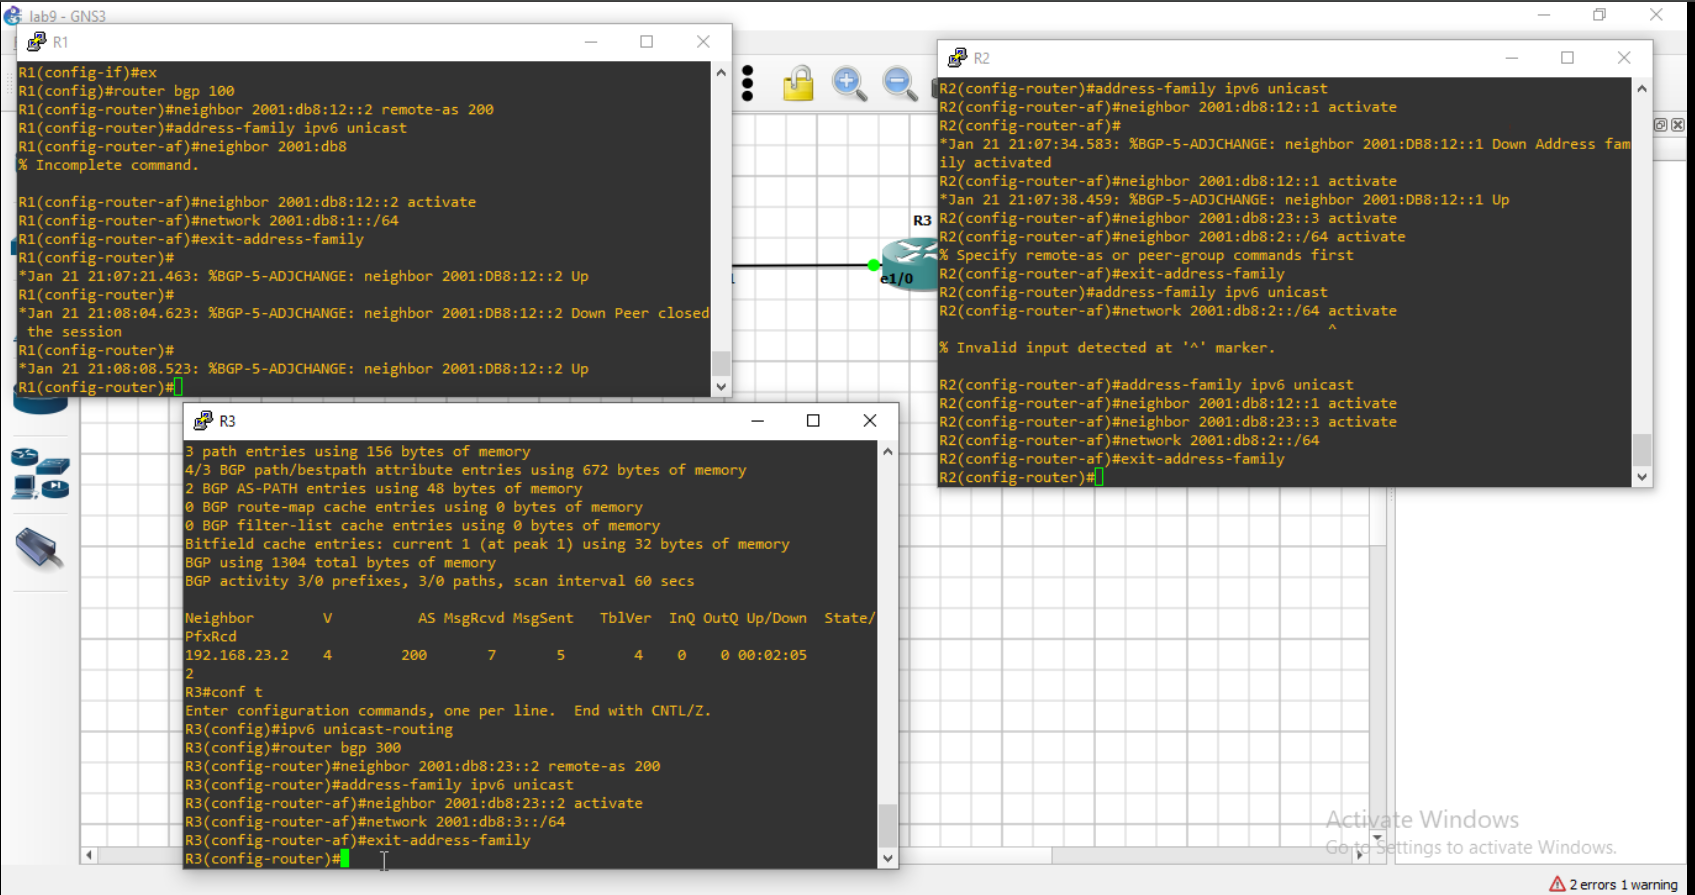 lab9 - GNS3
R1
R1(config-if)#ex
R1(config)#router bgp 100
R1(config-router)#neighbor 2001:db8:12::2 remote-as 200
R1(config-router)#address-family ipv6 unicast
R1(config-router-af)#neighbor 2001:db8
% Incomplete command.
R1(config-router-af)#neighbor 2001:db8:12::2 activate
R1(config-router-af)#network 2001:db8:1::/64
R1(config-router-af)#exit-address-family
R1(config-router)#
*Jan 21 21:07:21.463: %BGP-5-ADJCHANGE: neighbor 2001:DB8:12::2 Up
R1(config-router)#
*Jan 21 21:08:04.623: %BGP-5-ADJCHANGE: neighbor 2001:DB8:12::2 Down Peer closed
the session
R1(config-router)#
*Jan 21 21:08:08.523: %BGP-5-ADJCHANGE: neighbor 2001:DB8:12::2 Up
R1(config-router)#
R3
e1/0
R2
R2(config-router)#address-family ipv6 unicast
R2(config-router-af)#neighbor 2001:db8:12::1 activate
R2(config-router-af)#
*Jan 21 21:07:34.583: %BGP-5-ADJCHANGE: neighbor 2001:DB8:12::1 Down Address fam
ily activated
R2(config-router-af)#neighbor 2001:db8:12::1 activate
*Jan 21 21:07:38.459: %BGP-5-ADJCHANGE: neighbor 2001:DB8:12::1 Up
R2(config-router-af)#neighbor 2001:db8:23::3 activate
R2(config-router-af)#neighbor 2001:db8:2::/64 activate
% Specify remote-as or peer-group commands first
R2(config-router-af)#exit-address-family
R2(config-router)#address-family ipv6 unicast
R2(config-router-af)#network 2001:db8:2::/64 activate
^
% Invalid input detected at '^' marker.
R2(config-router-af)#address-family ipv6 unicast
R2(config-router-af)#neighbor 2001:db8:12::1 activate
R2(config-router-af)#neighbor 2001:db8:23::3 activate
R2(config-router-af)#network 2001:db8:2::/64
R2(config-router-af)#exit-address-family
R2(config-router)#
R3
3 path entries using 156 bytes of memory
4/3 BGP path/bestpath attribute entries using 672 bytes of memory
2 BGP AS-PATH entries using 48 bytes of memory
0 BGP route-map cache entries using 0 bytes of memory
0 BGP filter-list cache entries using 0 bytes of memory
Bitfield cache entries: current 1 (at peak 1) using 32 bytes of memory
BGP using 1304 total bytes of memory
BGP activity 3/0 prefixes, 3/0 paths, scan interval 60 secs
Neighbor V AS MsgRcvd MsgSent TblVer InQ OutQ Up/Down State/
PfxRcd
192.168.23.2 4 200 7 5 4 0 0 00:02:05
2
R3#conf t
Enter configuration commands, one per line. End with CNTL/Z.
R3(config)#ipv6 unicast-routing
R3(config)#router bgp 300
R3(config-router)#neighbor 2001:db8:23::2 remote-as 200
R3(config-router)#address-family ipv6 unicast
R3(config-router-af)#neighbor 2001:db8:23::2 activate
R3(config-router-af)#network 2001:db8:3::/64
R3(config-router-af)#exit-address-family
R3(config-router)#
Activate Windows
Go to Settings to activate Windows.
2 errors 1 warning